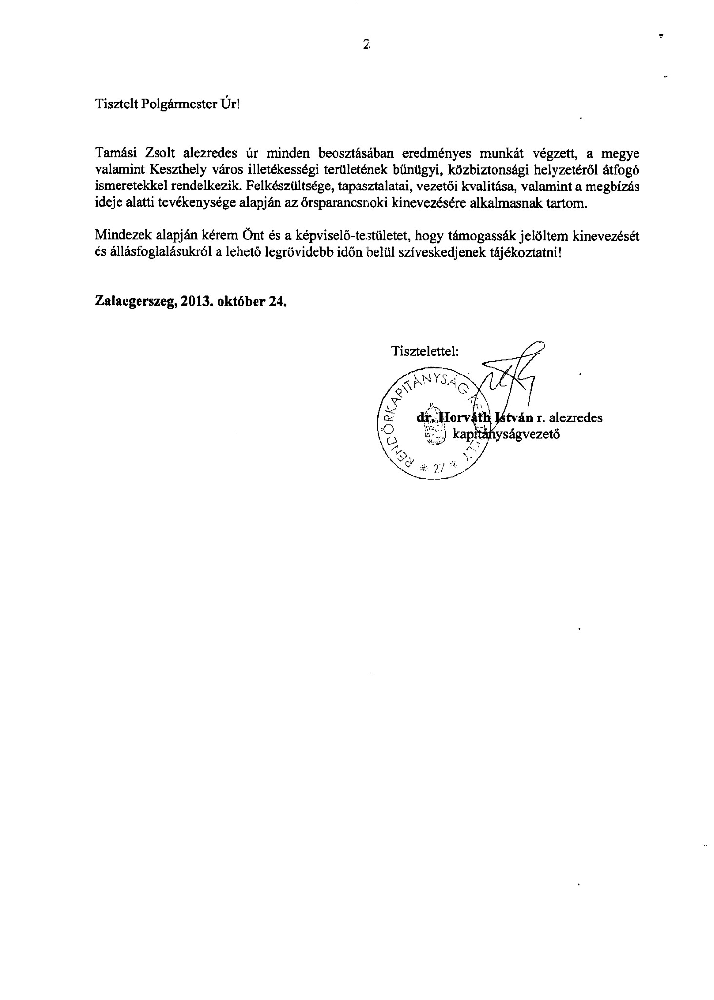 2
Tisztelt Polgármester Úr!
Tamási Zsolt alezredes úr minden beosztásában eredményes munkát végzett, a megye
valamint Keszthely város illetékességi területének bűnügyi, közbiztonsági helyzetéről átfogó
ismeretekkel rendelkezik. Felkészültsége, tapasztalatai, vezetői kvalitása, valamint a megbízás
ideje alatti tevékenysége alapján az őrsparancsnoki kinevezésére alkalmasnak tartom.
Mindezek alapján kérem Önt és a képviselő-testületet, hogy támogassák jelöltem kinevezését
és állásfoglalásukról a lehető legrövidebb időn belül szíveskedjenek tájékoztatni!
Zalaegerszeg, 2013. október 24.
Tisztelettel:
RENDŐRKAPITÁNYSÁG KESZTHELY
* 27 *
dr. Horváth István r. alezredes
kapitányságvezető